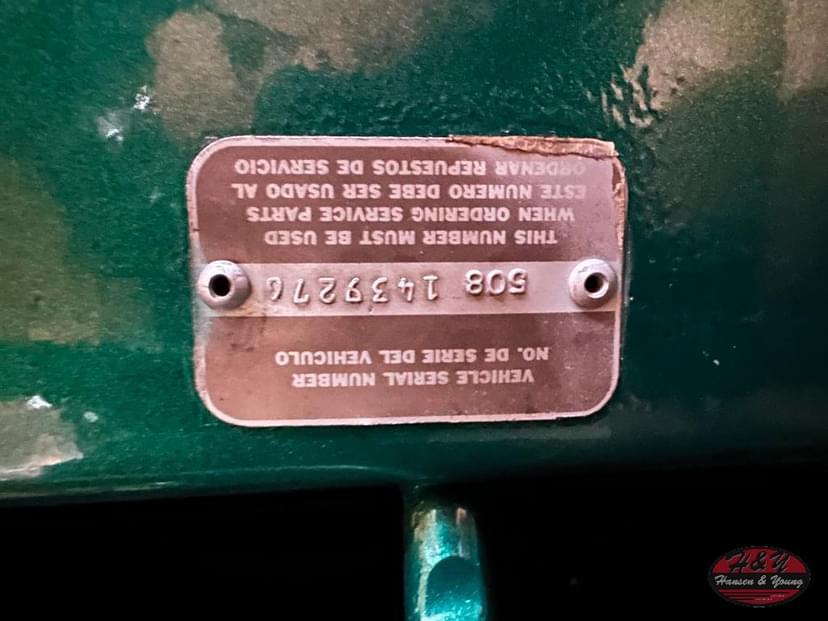 VEHICLE SERIAL NUMBER
NO. DE SERIE DEL VEHICULO
508 1439276
THIS NUMBER MUST BE USED
WHEN ORDERING SERVICE PARTS
ESTE NUMERO DEBE SER USADO AL
ORDENAR REPUESTOS DE SERVICIO
H&Y
Hansen & Young